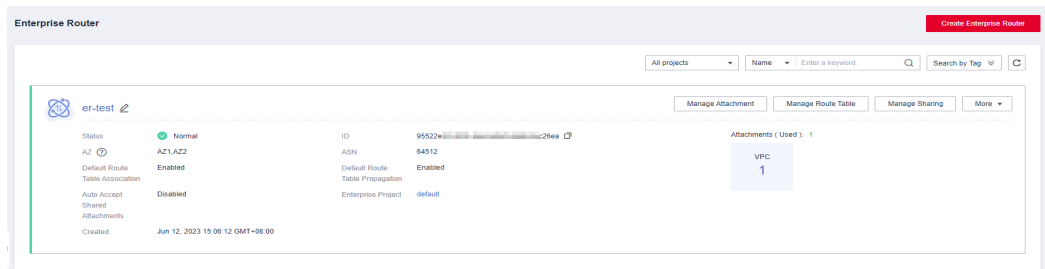 Enterprise Router
Create Enterprise Router
All projects
Name
Enter a keyword.
Search by Tag
er-test
Manage Attachment
Manage Route Table
Manage Sharing
More
Status
Normal
ID
95522e
c26ea
Attachments ( Used ): 1
AZ
AZ1,AZ2
ASN
64512
VPC
1
Default Route
Table Association
Enabled
Default Route
Table Propagation
Enabled
Auto Accept
Shared
Attachments
Disabled
Enterprise Project
default
Created
Jun 12, 2023 15:06:12 GMT+08:00